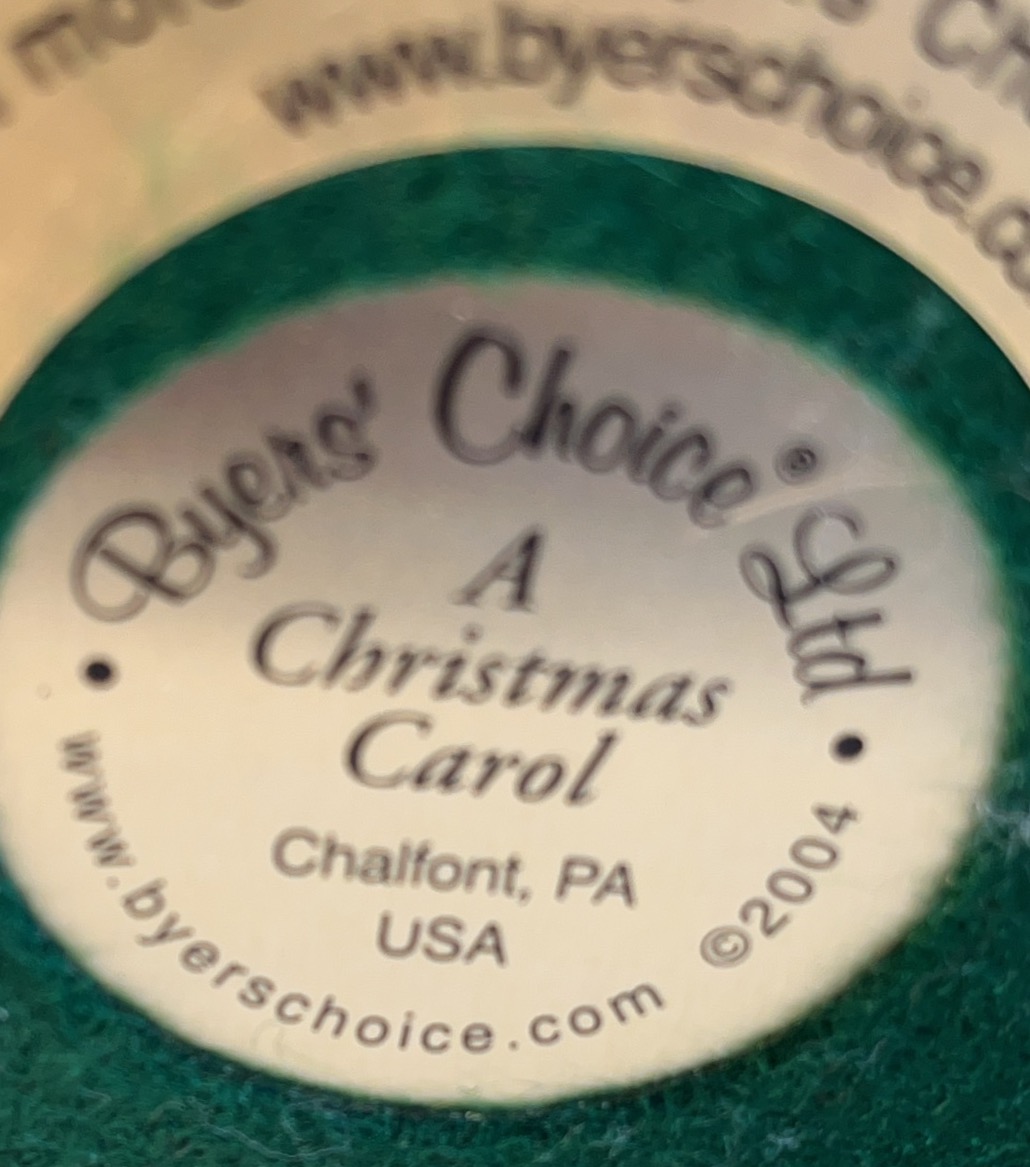 www.byerschoice.co
Byers' Choice® Ltd
A
Christmas
Carol
Chalfont, PA
USA
www.byerschoice.com ©2004